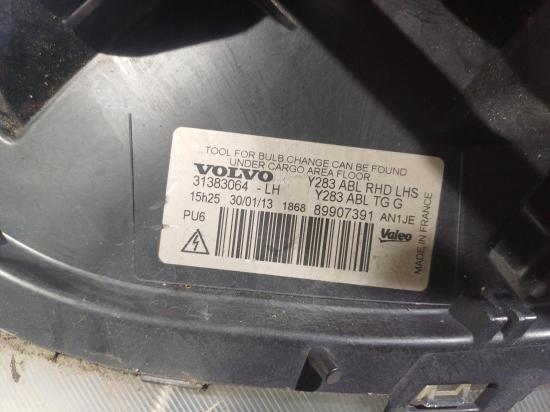 TOOL FOR BULB CHANGE CAN BE FOUND
UNDER CARGO AREA FLOOR
VOLVO Y283 ABL RHD LHS
31383064 - LH Y283 ABL TG G
15h25 30/01/13 1868 89907391 AN1JE
PU6
Valeo
MADE IN FRANCE